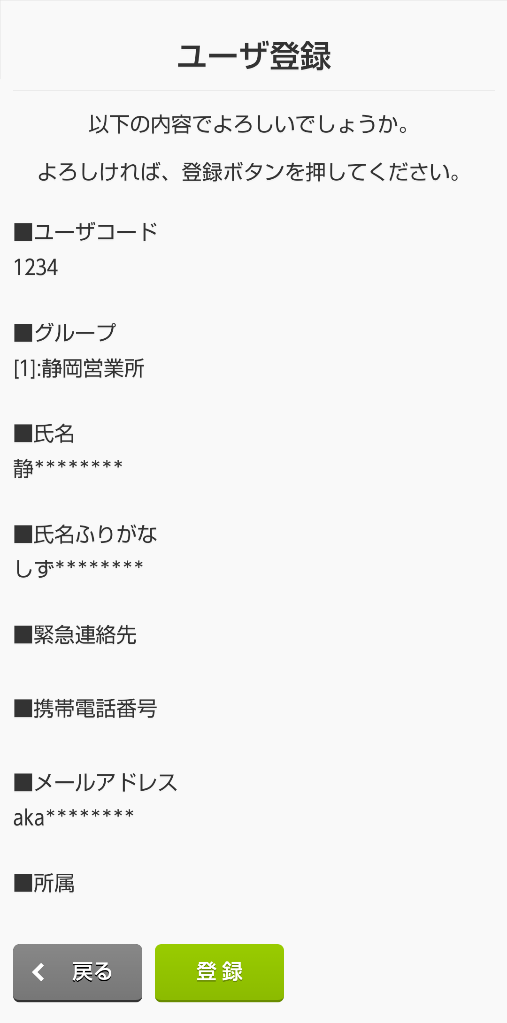 ユーザ登録
以下の内容でよろしいでしょうか。
よろしければ、登録ボタンを押してください。
■ユーザコード
1234
■グループ
[1]:静岡営業所
■氏名
静********
■氏名ふりがな
しず********
■緊急連絡先
■携帯電話番号
■メールアドレス
aka********
■所属
戻る
登 録